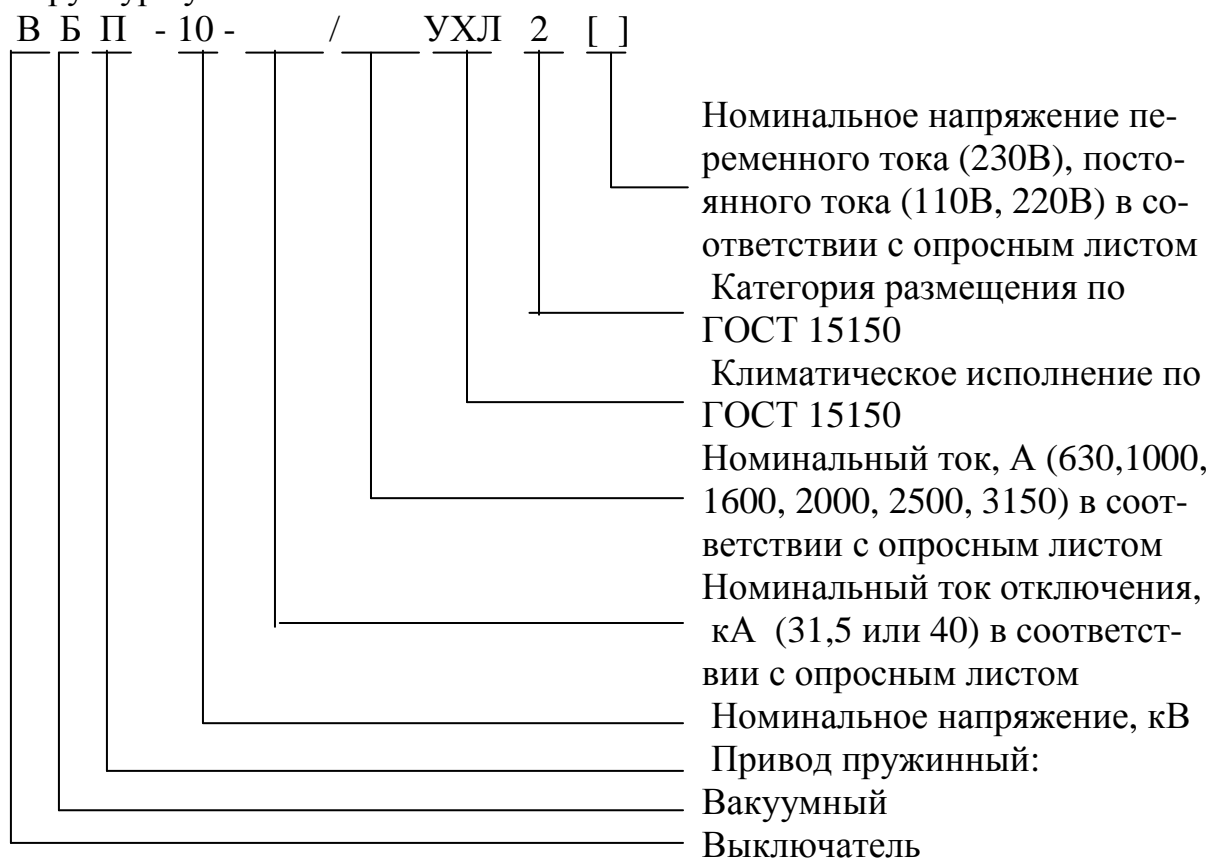 В Б П - 10 - / УХЛ 2 [ ]
Номинальное напряжение пе-
ременного тока (230В), посто-
янного тока (110В, 220В) в со-
ответствии с опросным листом
Категория размещения по
ГОСТ 15150
Климатическое исполнение по
ГОСТ 15150
Номинальный ток, А (630,1000,
1600, 2000, 2500, 3150) в соот-
ветствии с опросным листом
Номинальный ток отключения,
кА (31,5 или 40) в соответст-
вии с опросным листом
Номинальное напряжение, кВ
Привод пружинный:
Вакуумный
Выключатель